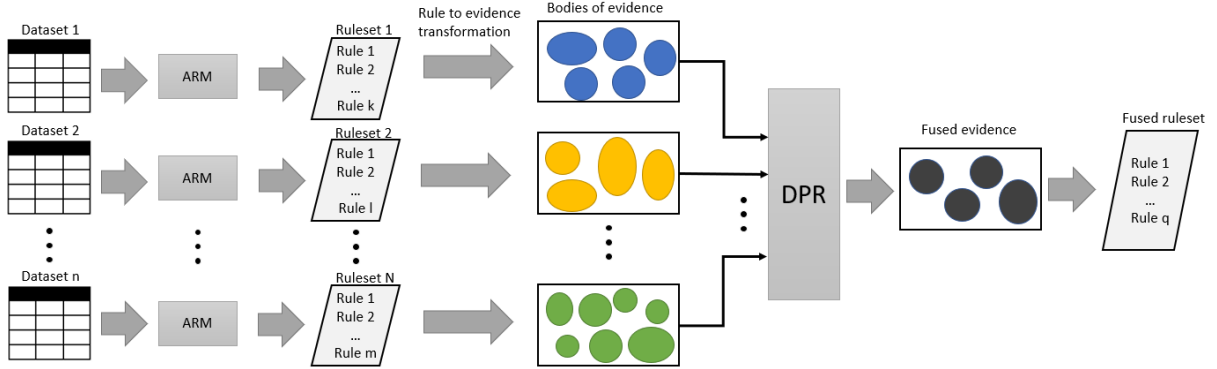 Dataset 1
ARM
Ruleset 1
Rule 1
Rule 2
...
Rule k
Rule to evidence
transformation
Bodies of evidence
Dataset 2
ARM
Ruleset 2
Rule 1
Rule 2
...
Rule l
Dataset n
ARM
Ruleset N
Rule 1
Rule 2
...
Rule m
DPR
Fused evidence
Fused ruleset
Rule 1
Rule 2
...
Rule q